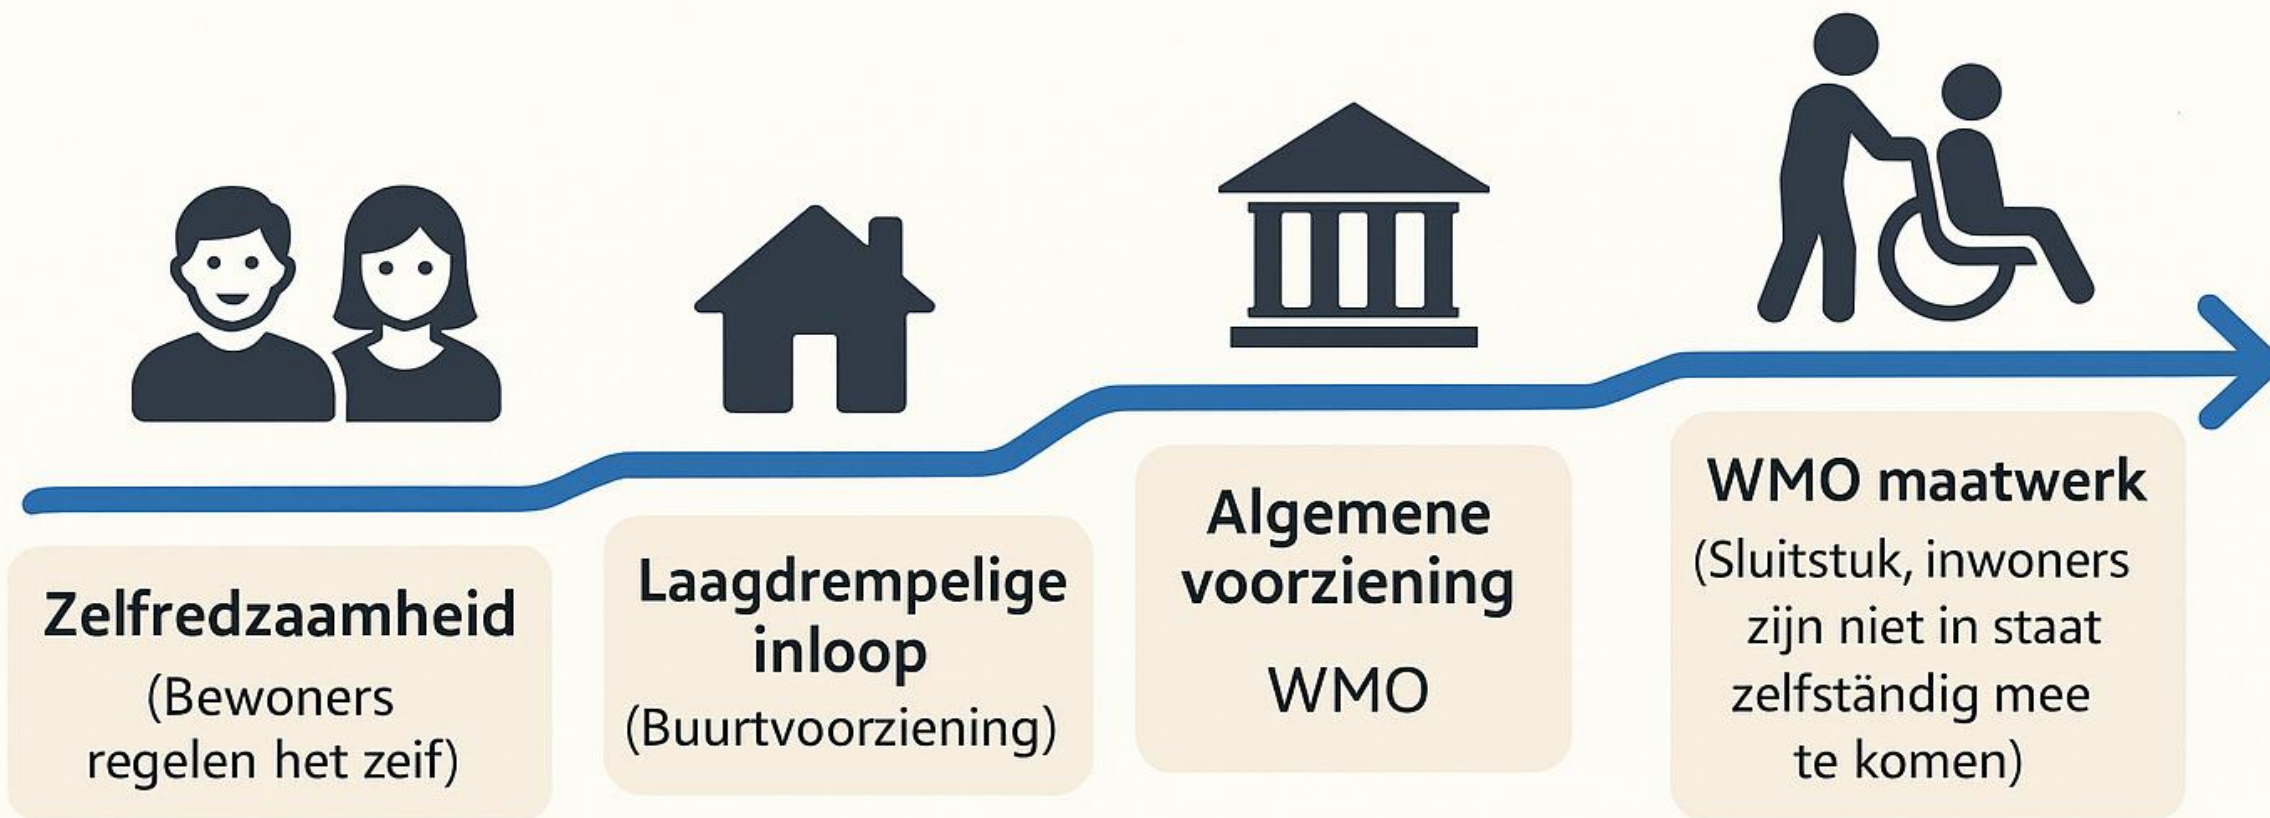 Zelfredzaamheid
(Bewoners
regelen het zeif)
Laagdrempelige
inloop
(Buurtvoorziening)
Algemene
voorziening
WMO
WMO maatwerk
(Sluitstuk, inwoners
zijn niet in staat
zelfständig mee
te komen)